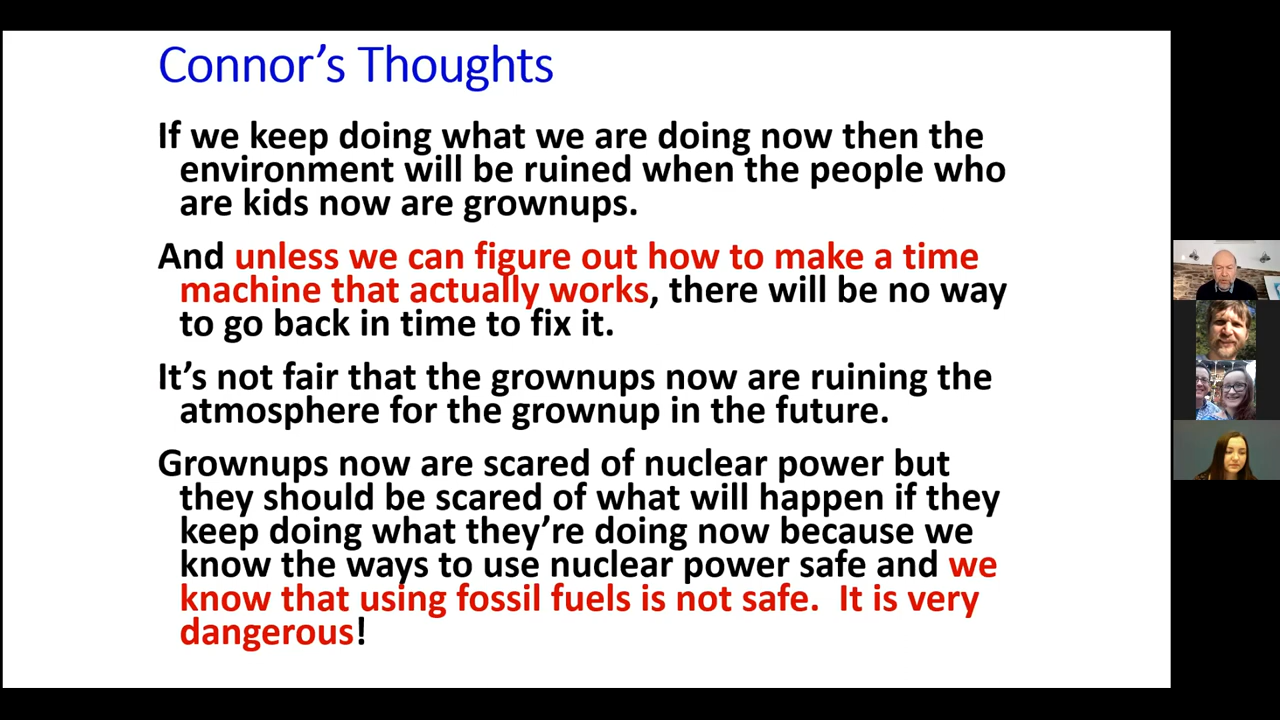 Connor's Thoughts
If we keep doing what we are doing now then the
environment will be ruined when the people who
are kids now are grownups.
And unless we can figure out how to make a time
machine that actually works, there will be no way
to go back in time to fix it.
It's not fair that the grownups now are ruining the
atmosphere for the grownup in the future.
Grownups now are scared of nuclear power but
they should be scared of what will happen if they
keep doing what they're doing now because we
know the ways to use nuclear power safe and we
know that using fossil fuels is not safe.  It is very
dangerous!